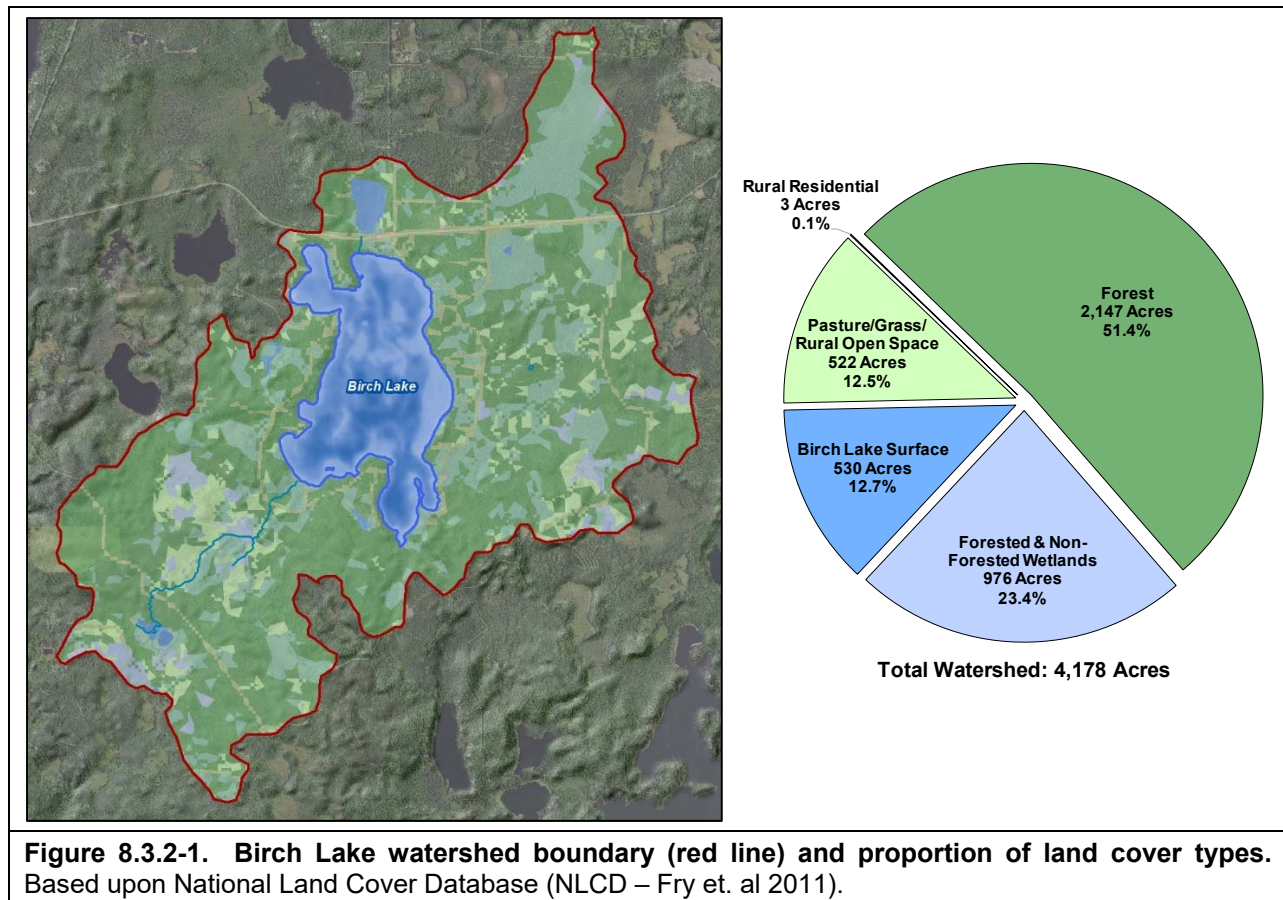 Birch Lake
Rural Residential
3 Acres
0.1%
Forest
2,147 Acres
51.4%
Pasture/Grass/
Rural Open Space
522 Acres
12.5%
Birch Lake Surface
530 Acres
12.7%
Forested & Non-
Forested Wetlands
976 Acres
23.4%
Total Watershed: 4,178 Acres
Figure 8.3.2-1. Birch Lake watershed boundary (red line) and proportion of land cover types.
Based upon National Land Cover Database (NLCD – Fry et. al 2011).